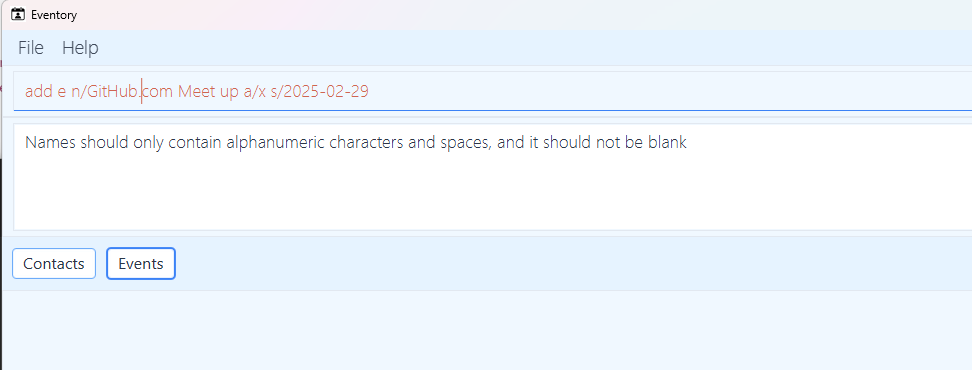 Eventory
File Help
add e n/GitHub.com Meet up a/x s/2025-02-29
Names should only contain alphanumeric characters and spaces, and it should not be blank
Contacts Events